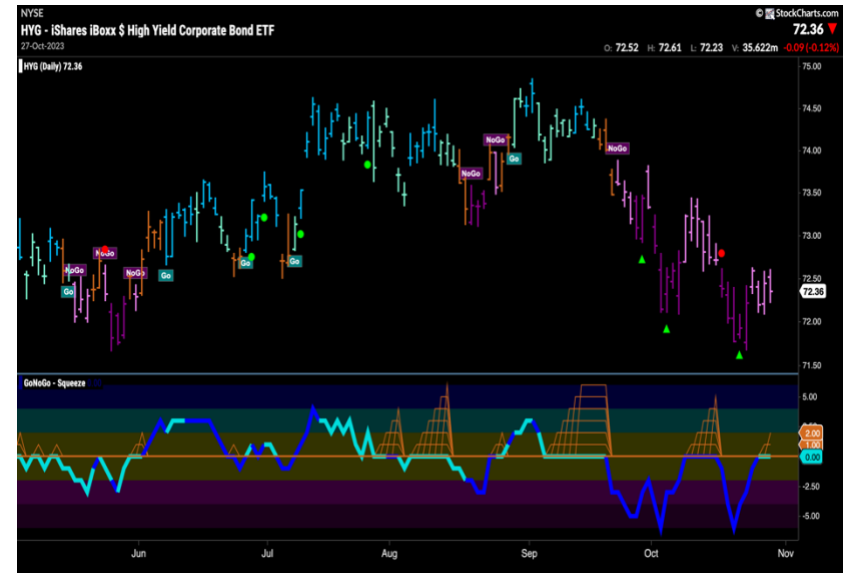 NYSE
© StockCharts.com
HYG - iShares iBoxx $ High Yield Corporate Bond ETF
72.36
27-Oct-2023
O: 72.52 H: 72.61 L: 72.23 V: 35.622m -0.09 (-0.12%)
HYG (Daily) 72.36
75.00
74.50
74.00
73.50
73.00
72.50
72.36
72.00
71.50
NoGo
NoGo
NoGo
NoGo
NoGo
NoGo
Go
Go
Go
Go
Go
GoNoGo - Squeeze
5.00
2.00
1.00
0.00
-2.50
-5.00
Jun Jul Aug Sep Oct Nov